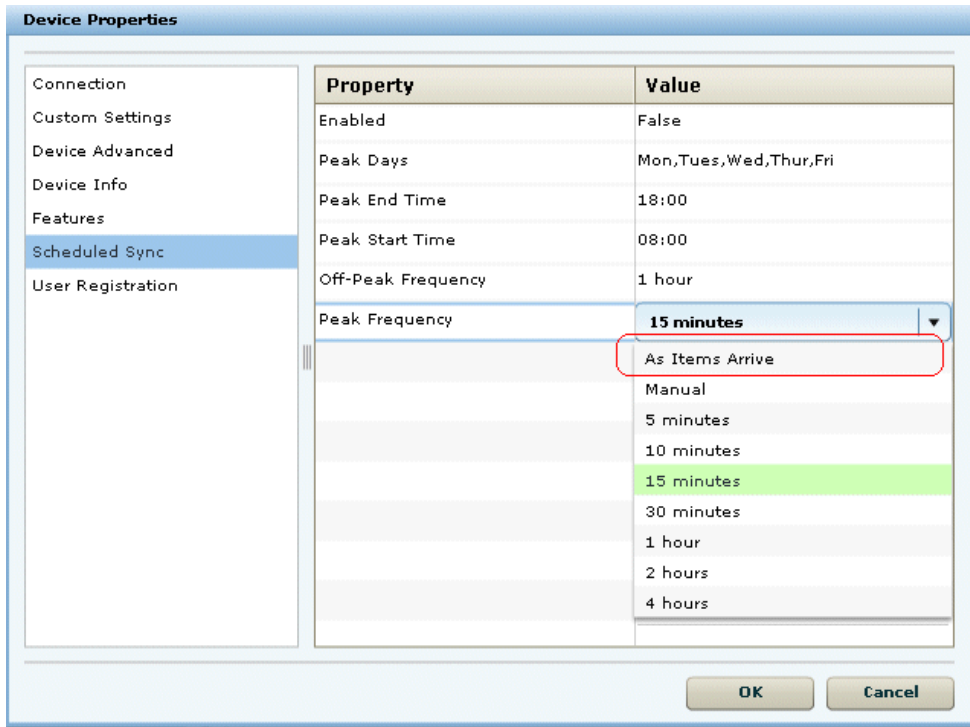 Device Properties
Connection
Custom Settings
Device Advanced
Device Info
Features
Scheduled Sync
User Registration
Property Value
Enabled False
Peak Days Mon,Tues,Wed,Thur,Fri
Peak End Time 18:00
Peak Start Time 08:00
Off-Peak Frequency 1 hour
Peak Frequency 15 minutes
As Items Arrive
Manual
5 minutes
10 minutes
15 minutes
30 minutes
1 hour
2 hours
4 hours
OK Cancel